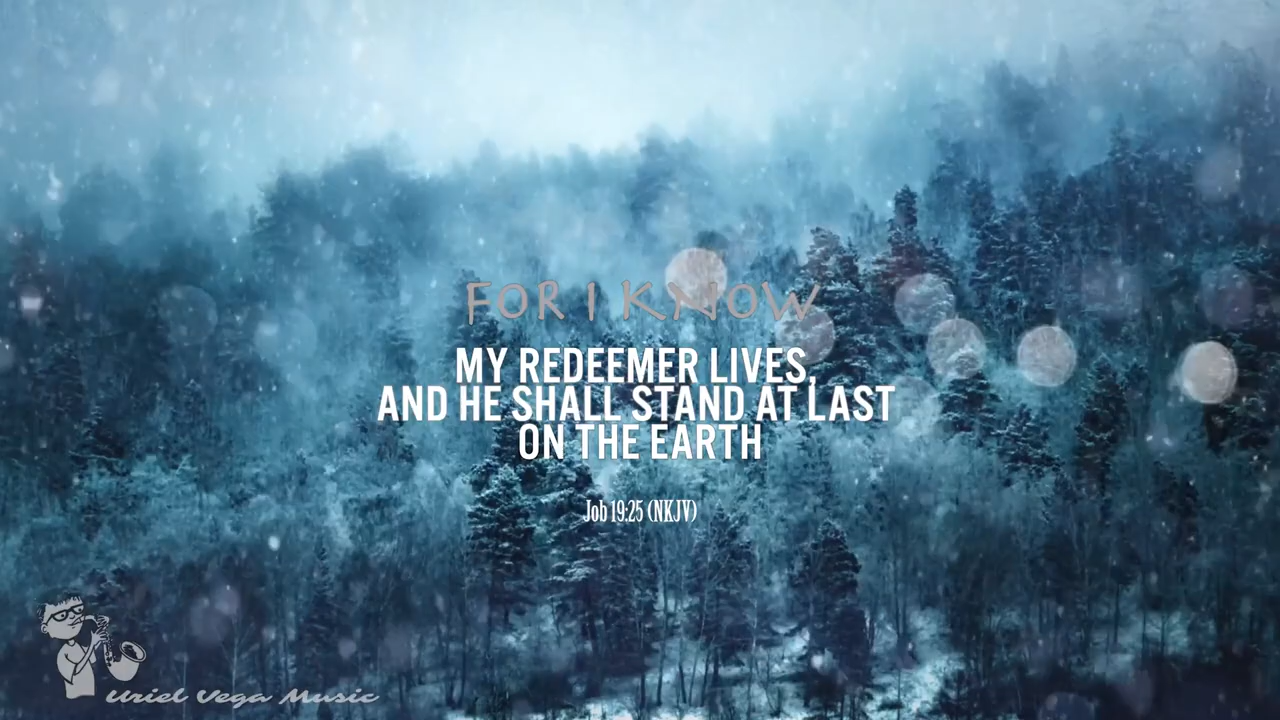 FOR I KNOW
MY REDEEMER LIVES,
AND HE SHALL STAND AT LAST
ON THE EARTH
Job 19:25 (NKJV)
Uriel Vega Music